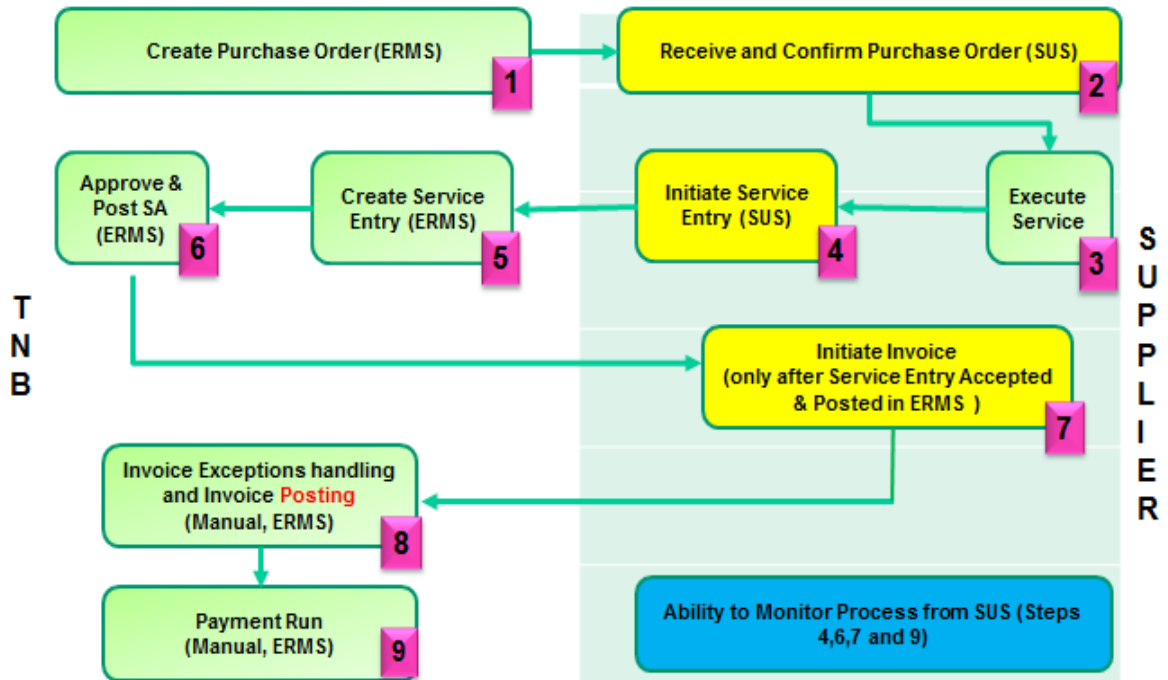 Create Purchase Order (ERMS)
1
Receive and Confirm Purchase Order (SUS)
2
Approve &
Post SA
(ERMS)
6
Create Service
Entry (ERMS)
5
Initiate Service
Entry (SUS)
4
Execute
Service
3
T
N
B
S
U
P
P
L
I
E
R
Initiate Invoice
(only after Service Entry Accepted
& Posted in ERMS )
7
Invoice Exceptions handling
and Invoice Posting
(Manual, ERMS)
8
Payment Run
(Manual, ERMS)
9
Ability to Monitor Process from SUS (Steps
4,6,7 and 9)